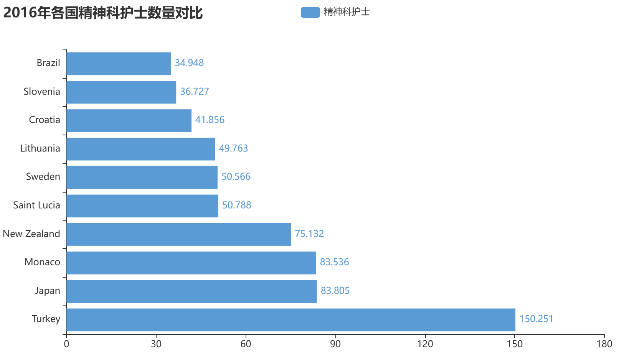 2016年各国精神科护士数量对比
精神科护士
Brazil 34.948
Slovenia 36.727
Croatia 41.856
Lithuania 49.763
Sweden 50.566
Saint Lucia 50.788
New Zealand 75.132
Monaco 83.536
Japan 83.805
Turkey 150.251
0 30 60 90 120 150 180